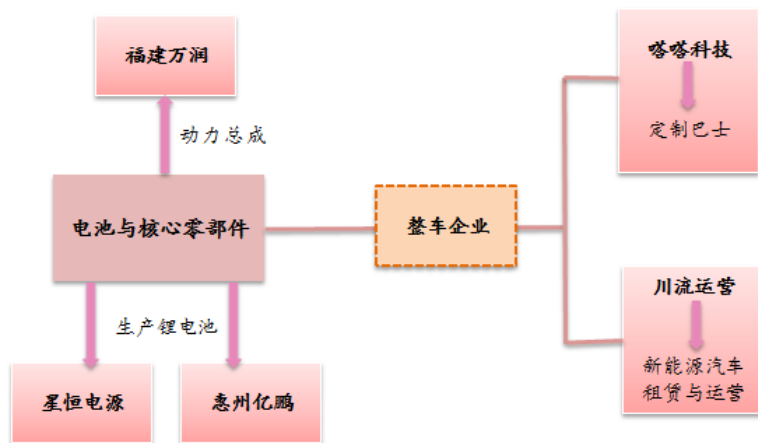 福建万润
嗒嗒科技
动力总成
定制巴士
电池与核心零部件
整车企业
川流运营
生产锂电池
新能源汽车
租赁与运营
星恒电源
惠州亿鹏